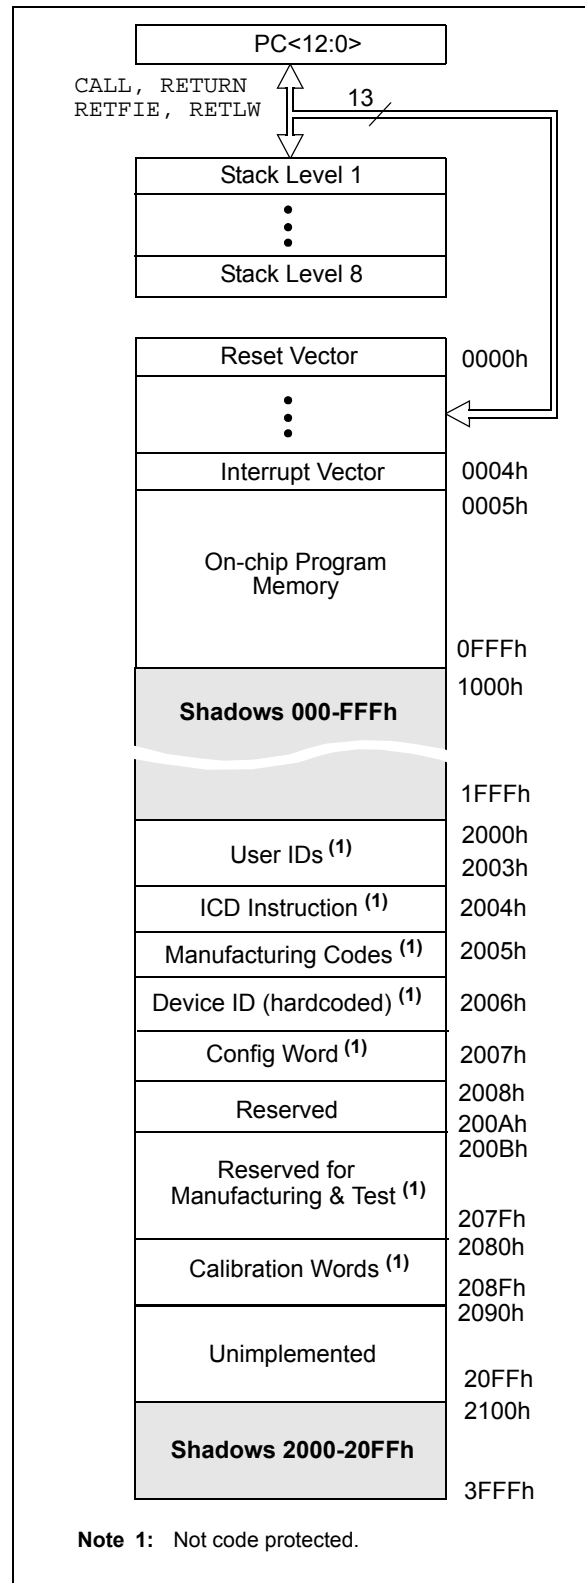 PC<12:0>
CALL, RETURN
RETFIE, RETLW
13
Stack Level 1
Stack Level 8
Reset Vector 0000h
Interrupt Vector 0004h
0005h
On-chip Program
Memory
0FFFh
1000h
Shadows 000-FFFh
1FFFh
2000h
User IDs (1)
2003h
ICD Instruction (1) 2004h
Manufacturing Codes (1) 2005h
Device ID (hardcoded) (1) 2006h
Config Word (1) 2007h
2008h
Reserved
200Ah
200Bh
Reserved for
Manufacturing & Test (1)
207Fh
2080h
Calibration Words (1)
208Fh
2090h
Unimplemented
20FFh
2100h
Shadows 2000-20FFh
3FFFh
Note 1: Not code protected.